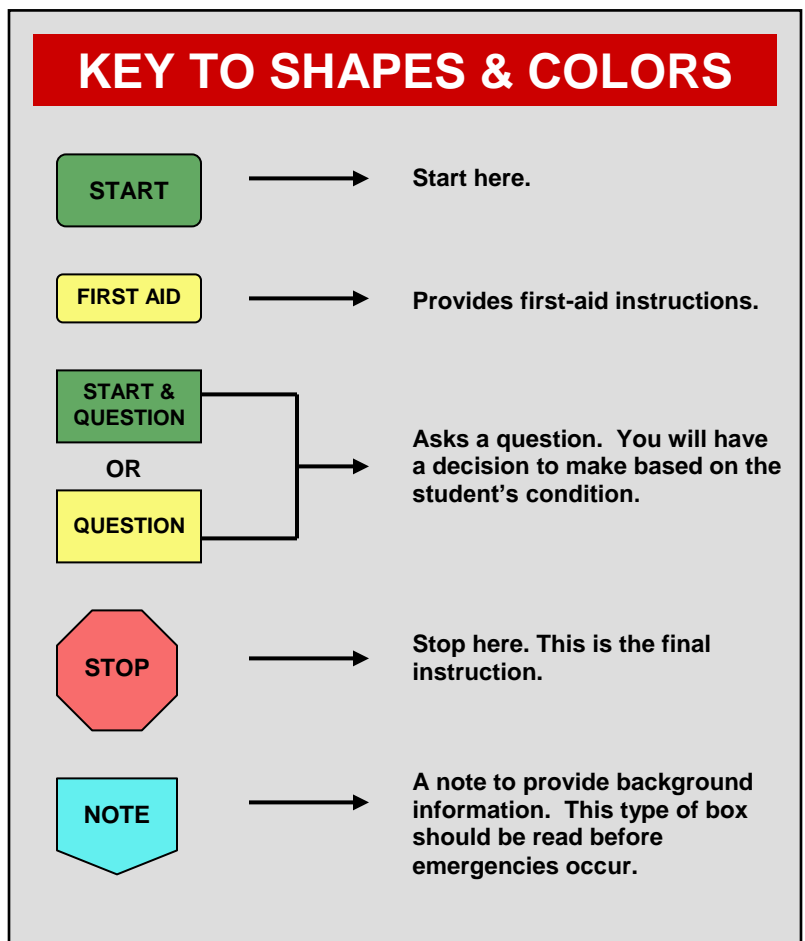 KEY TO SHAPES & COLORS
START
Start here.
FIRST AID
Provides first-aid instructions.
START &
QUESTION
OR
QUESTION
Asks a question.  You will have
a decision to make based on the
student’s condition.
STOP
Stop here. This is the final
instruction.
NOTE
A note to provide background
information.  This type of box
should be read before
emergencies occur.